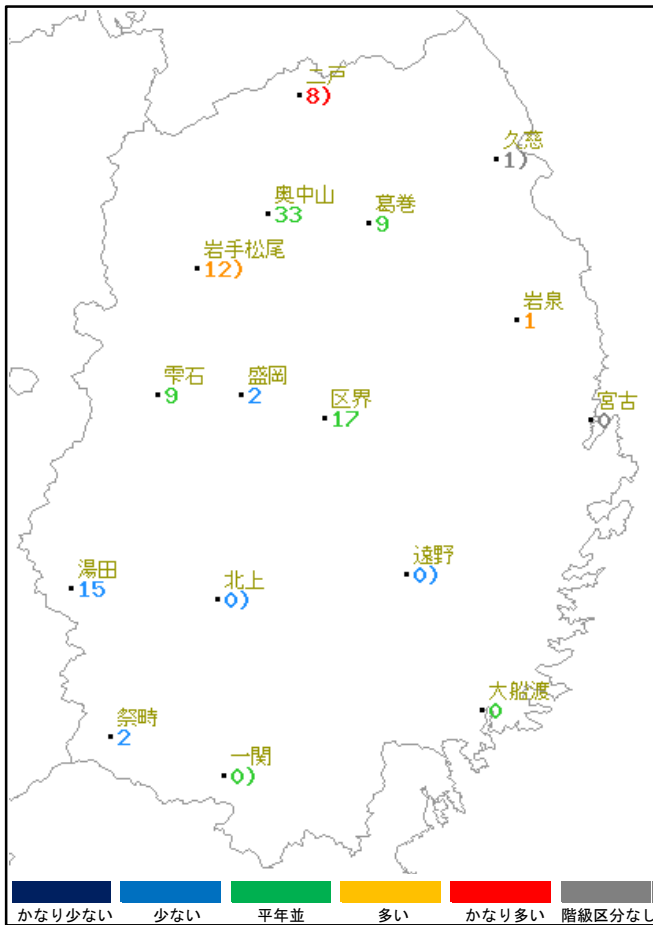 二戸
8)
久慈
1)
奥中山
33
葛巻
9
岩手松尾
12)
岩泉
1
雫石
9
盛岡
2
区界
17
宮古
0
湯田
15
北上
0)
遠野
0)
大船渡
0
祭畤
2
一関
0)
かなり少ない
少ない
平年並
多い
かなり多い
階級区分なし